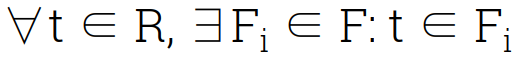 ∀t ∈ R, ∃Fᵢ ∈ F: t ∈ Fᵢ